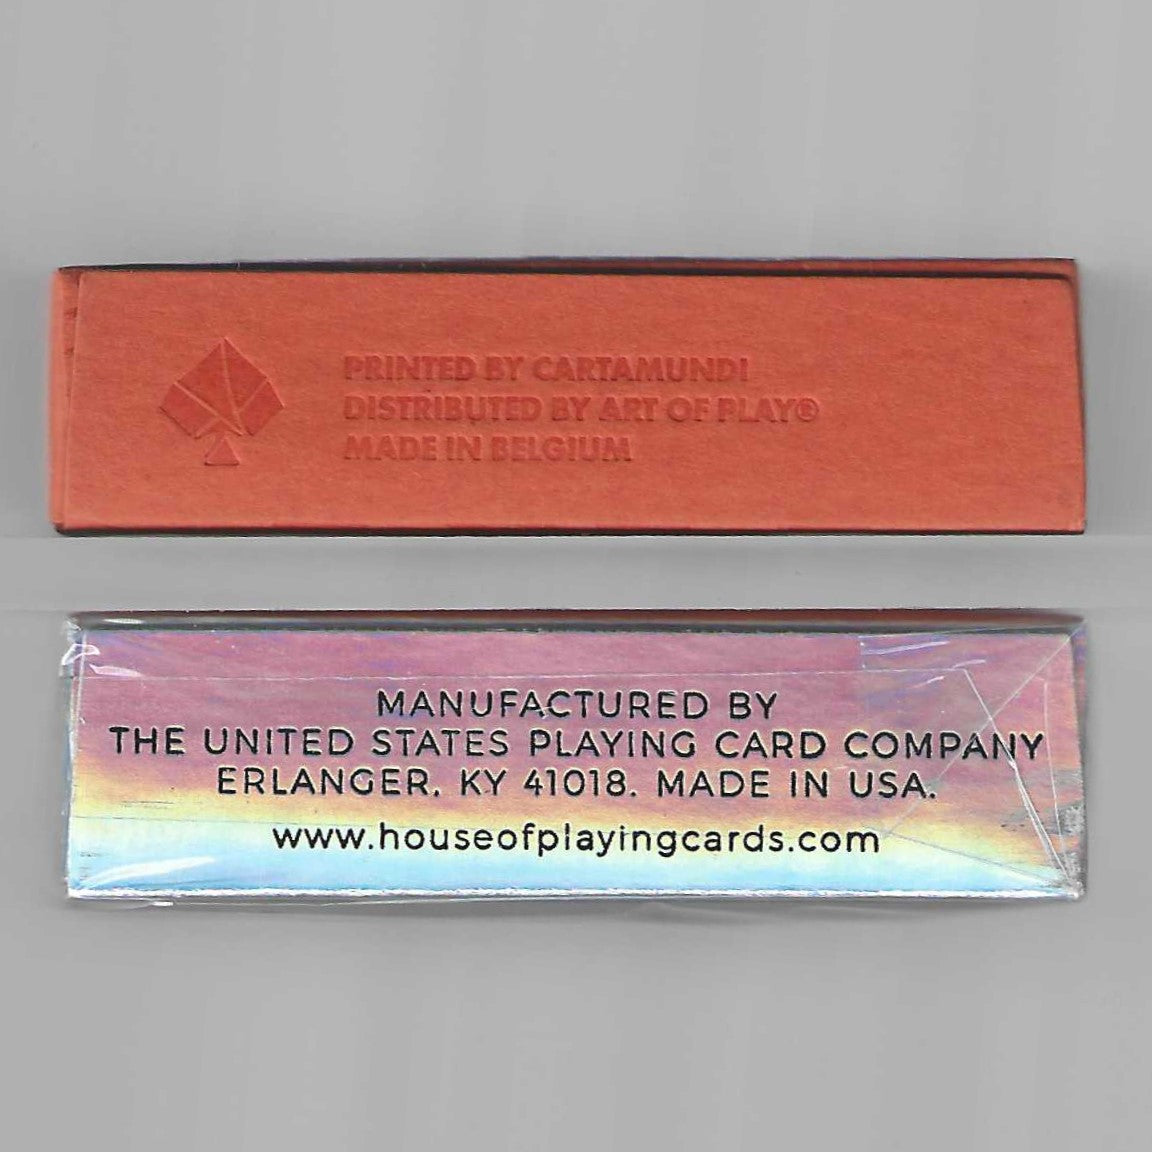 PRINTED BY CARTAMUNDI
DISTRIBUTED BY ART OF PLAY®
MADE IN BELGIUM
MANUFACTURED BY
THE UNITED STATES PLAYING CARD COMPANY
ERLANGER, KY 41018. MADE IN USA.
www.houseofplayingcards.com